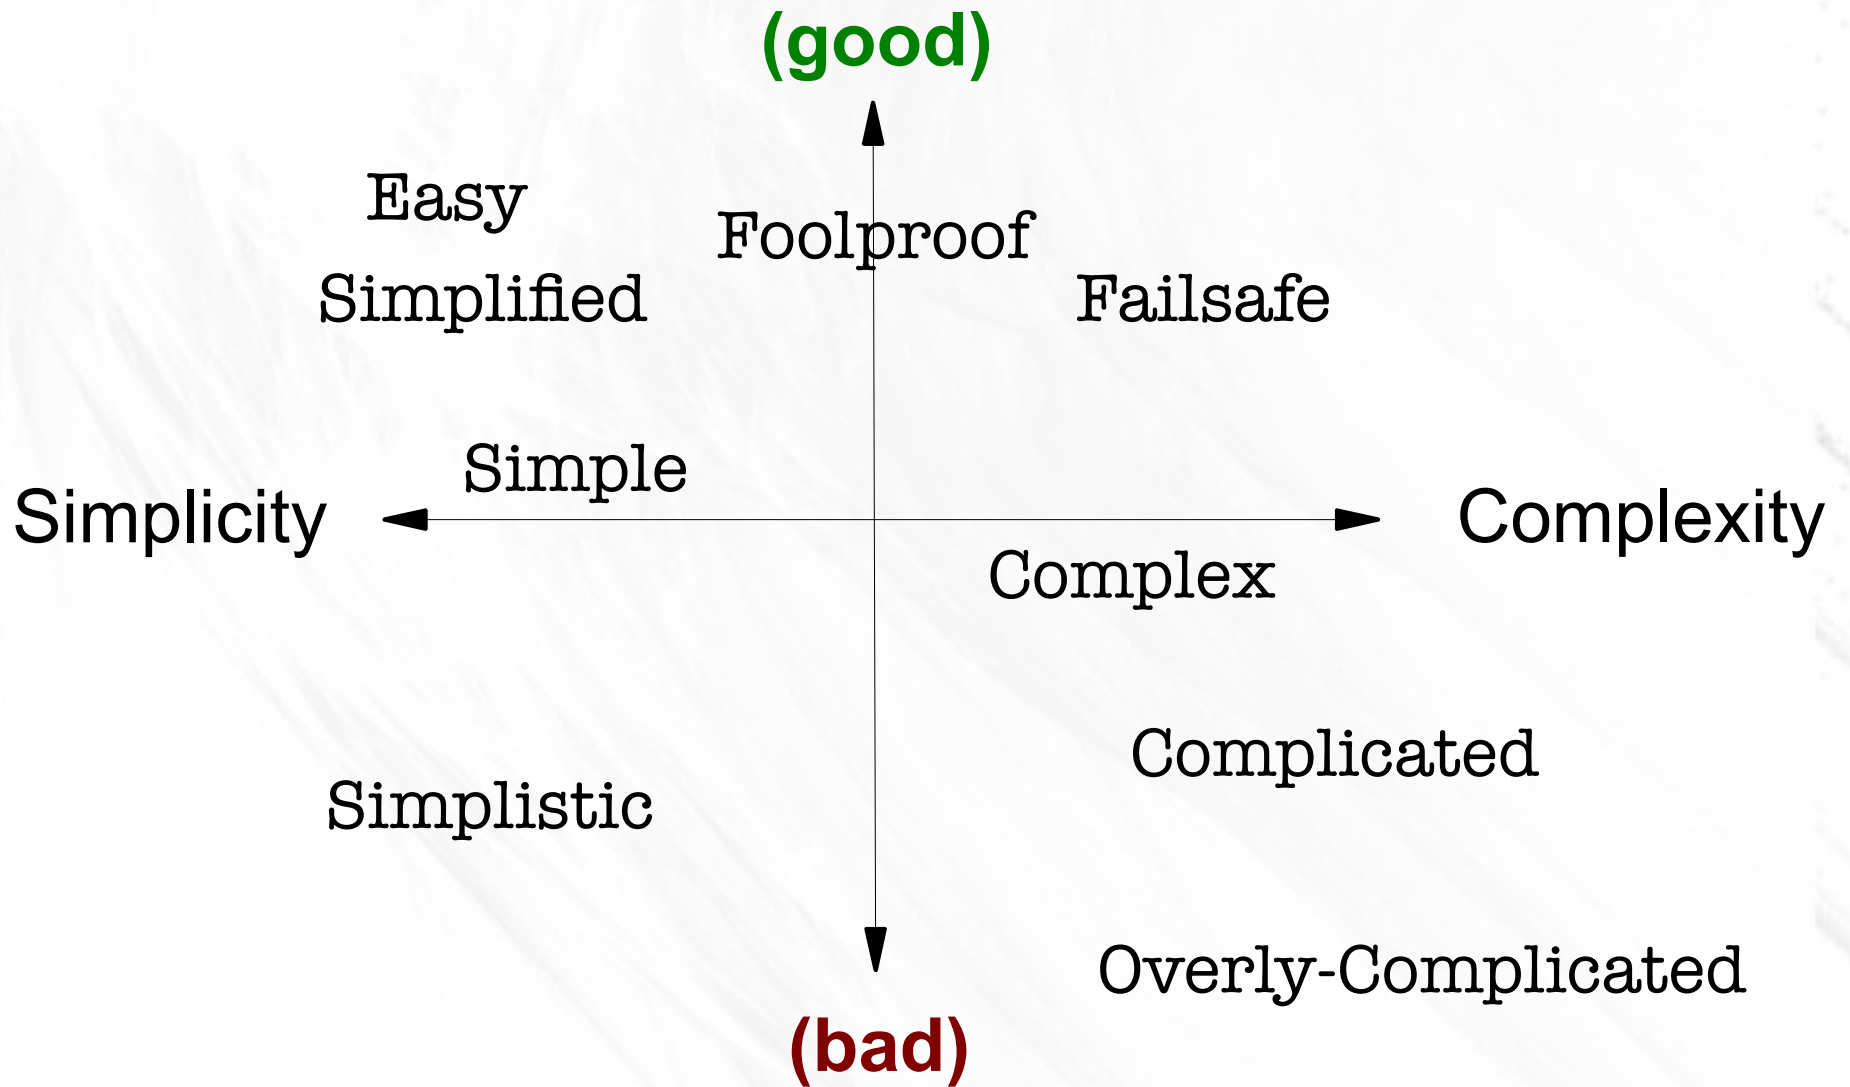 (good)
Easy
Foolproof
Simplified
Failsafe
Simple
Simplicity
Complexity
Complex
Complicated
Simplistic
Overly-Complicated
(bad)